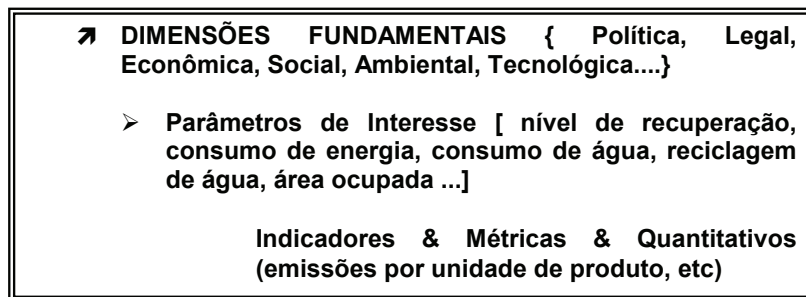 ↗ DIMENSÕES FUNDAMENTAIS { Política, Legal,
Econômica, Social, Ambiental, Tecnológica....}
➢ Parâmetros de Interesse [ nível de recuperação,
consumo de energia, consumo de água, reciclagem
de água, área ocupada ...]
Indicadores & Métricas & Quantitativos
(emissões por unidade de produto, etc)